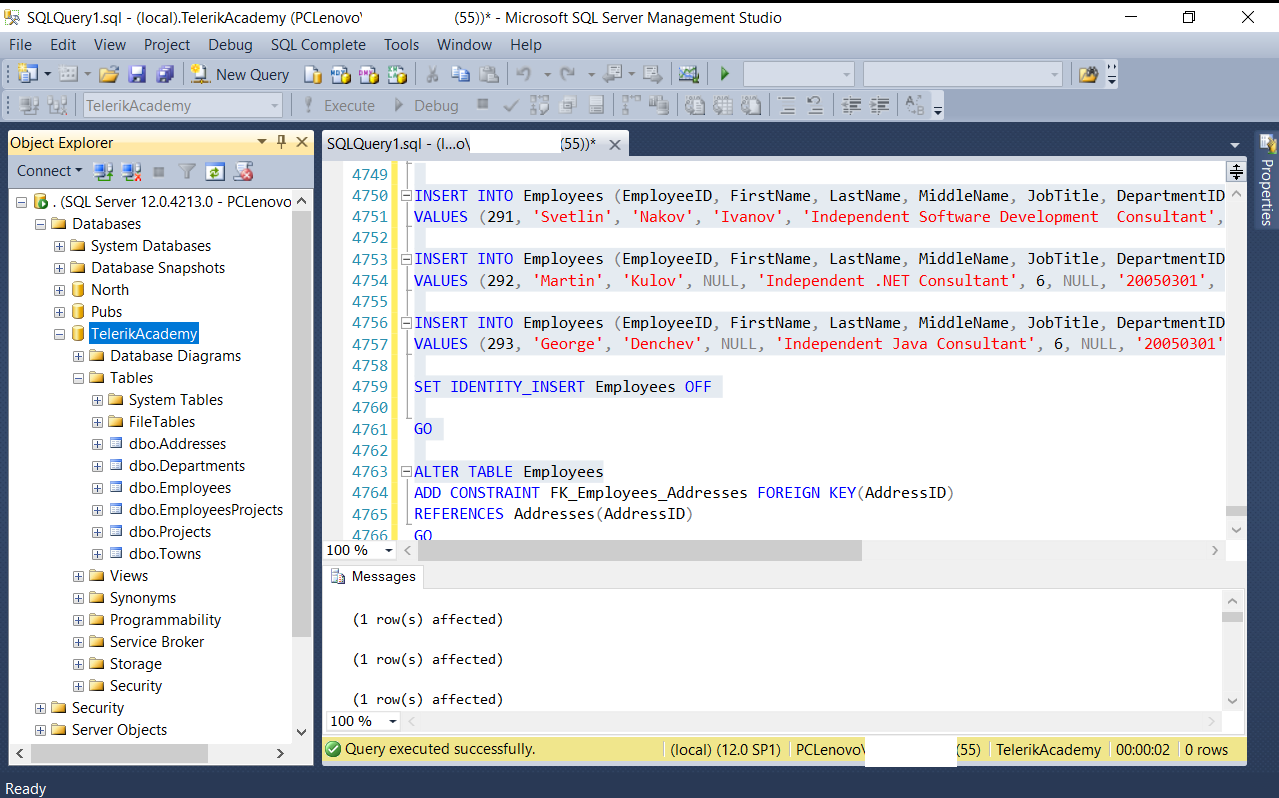 SQLQuery1.sql - (local).TelerikAcademy (PCLenovo\ (55))* - Microsoft SQL Server Management Studio
File Edit View Project Debug SQL Complete Tools Window Help
New Query
TelerikAcademy Execute Debug
Object Explorer
SQLQuery1.sql - (l...o\ (55))*
Properties
Connect
. (SQL Server 12.0.4213.0 - PCLenovo
Databases
System Databases
Database Snapshots
North
Pubs
TelerikAcademy
Database Diagrams
Tables
System Tables
FileTables
dbo.Addresses
dbo.Departments
dbo.Employees
dbo.EmployeesProjects
dbo.Projects
dbo.Towns
Views
Synonyms
Programmability
Service Broker
Storage
Security
Security
Server Objects
4749
4750 INSERT INTO Employees (EmployeeID, FirstName, LastName, MiddleName, JobTitle, DepartmentID
4751 VALUES (291, 'Svetlin', 'Nakov', 'Ivanov', 'Independent Software Development  Consultant',
4752
4753 INSERT INTO Employees (EmployeeID, FirstName, LastName, MiddleName, JobTitle, DepartmentID
4754 VALUES (292, 'Martin', 'Kulov', NULL, 'Independent .NET Consultant', 6, NULL, '20050301',
4755
4756 INSERT INTO Employees (EmployeeID, FirstName, LastName, MiddleName, JobTitle, DepartmentID
4757 VALUES (293, 'George', 'Denchev', NULL, 'Independent Java Consultant', 6, NULL, '20050301'
4758
4759 SET IDENTITY_INSERT Employees OFF
4760
4761 GO
4762
4763 ALTER TABLE Employees
4764 ADD CONSTRAINT FK_Employees_Addresses FOREIGN KEY(AddressID)
4765 REFERENCES Addresses(AddressID)
4766 GO
100 %
Messages
(1 row(s) affected)
(1 row(s) affected)
(1 row(s) affected)
100 %
Query executed successfully. (local) (12.0 SP1) PCLenovo\ (55) TelerikAcademy 00:00:02 0 rows
Ready